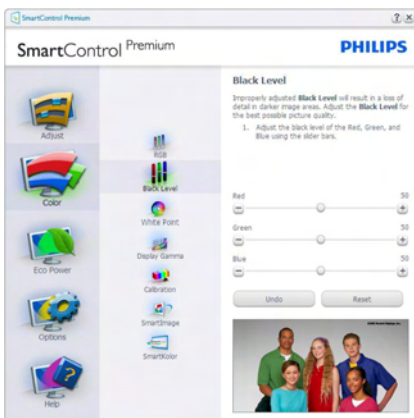 SmartControl Premium
SmartControl Premium
PHILIPS
Adjust
Color
Eco Power
Options
Help
RGB
Black Level
White Point
Display Gamma
Calibration
SmartImage
SmartKolor
Black Level
Improperly adjusted Black Level will result in a loss of
detail in darker image areas. Adjust the Black Level for
the best possible picture quality.
1. Adjust the black level of the Red, Green, and
Blue using the slider bars.
Red 50
Green 50
Blue 50
Undo Reset